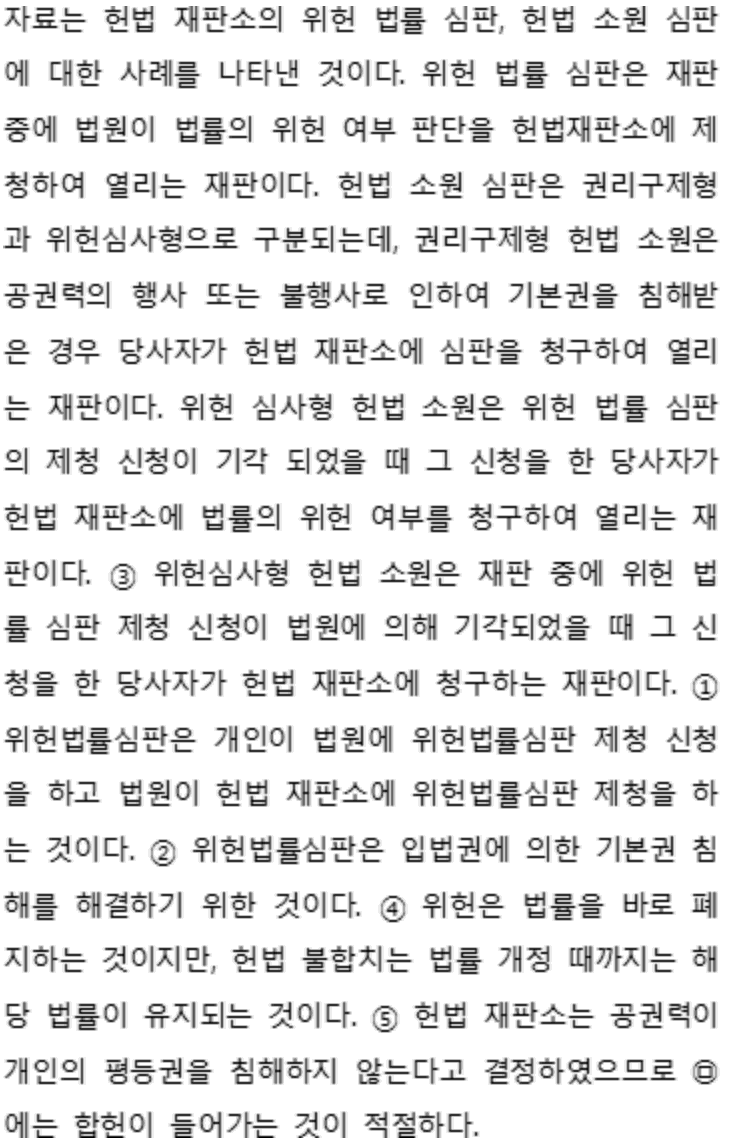 자료는 헌법 재판소의 위헌 법률 심판, 헌법 소원 심판
에 대한 사례를 나타낸 것이다. 위헌 법률 심판은 재판
중에 법원이 법률의 위헌 여부 판단을 헌법재판소에 제
청하여 열리는 재판이다. 헌법 소원 심판은 권리구제형
과 위헌심사형으로 구분되는데, 권리구제형 헌법 소원은
공권력의 행사 또는 불행사로 인하여 기본권을 침해받
은 경우 당사자가 헌법 재판소에 심판을 청구하여 열리
는 재판이다. 위헌 심사형 헌법 소원은 위헌 법률 심판
의 제청 신청이 기각 되었을 때 그 신청을 한 당사자가
헌법 재판소에 법률의 위헌 여부를 청구하여 열리는 재
판이다. ③ 위헌심사형 헌법 소원은 재판 중에 위헌 법
률 심판 제청 신청이 법원에 의해 기각되었을 때 그 신
청을 한 당사자가 헌법 재판소에 청구하는 재판이다. ①
위헌법률심판은 개인이 법원에 위헌법률심판 제청 신청
을 하고 법원이 헌법 재판소에 위헌법률심판 제청을 하
는 것이다. ② 위헌법률심판은 입법권에 의한 기본권 침
해를 해결하기 위한 것이다. ④ 위헌은 법률을 바로 폐
지하는 것이지만, 헌법 불합치는 법률 개정 때까지는 해
당 법률이 유지되는 것이다. ⑤ 헌법 재판소는 공권력이
개인의 평등권을 침해하지 않는다고 결정하였으므로 ㉤
에는 합헌이 들어가는 것이 적절하다.